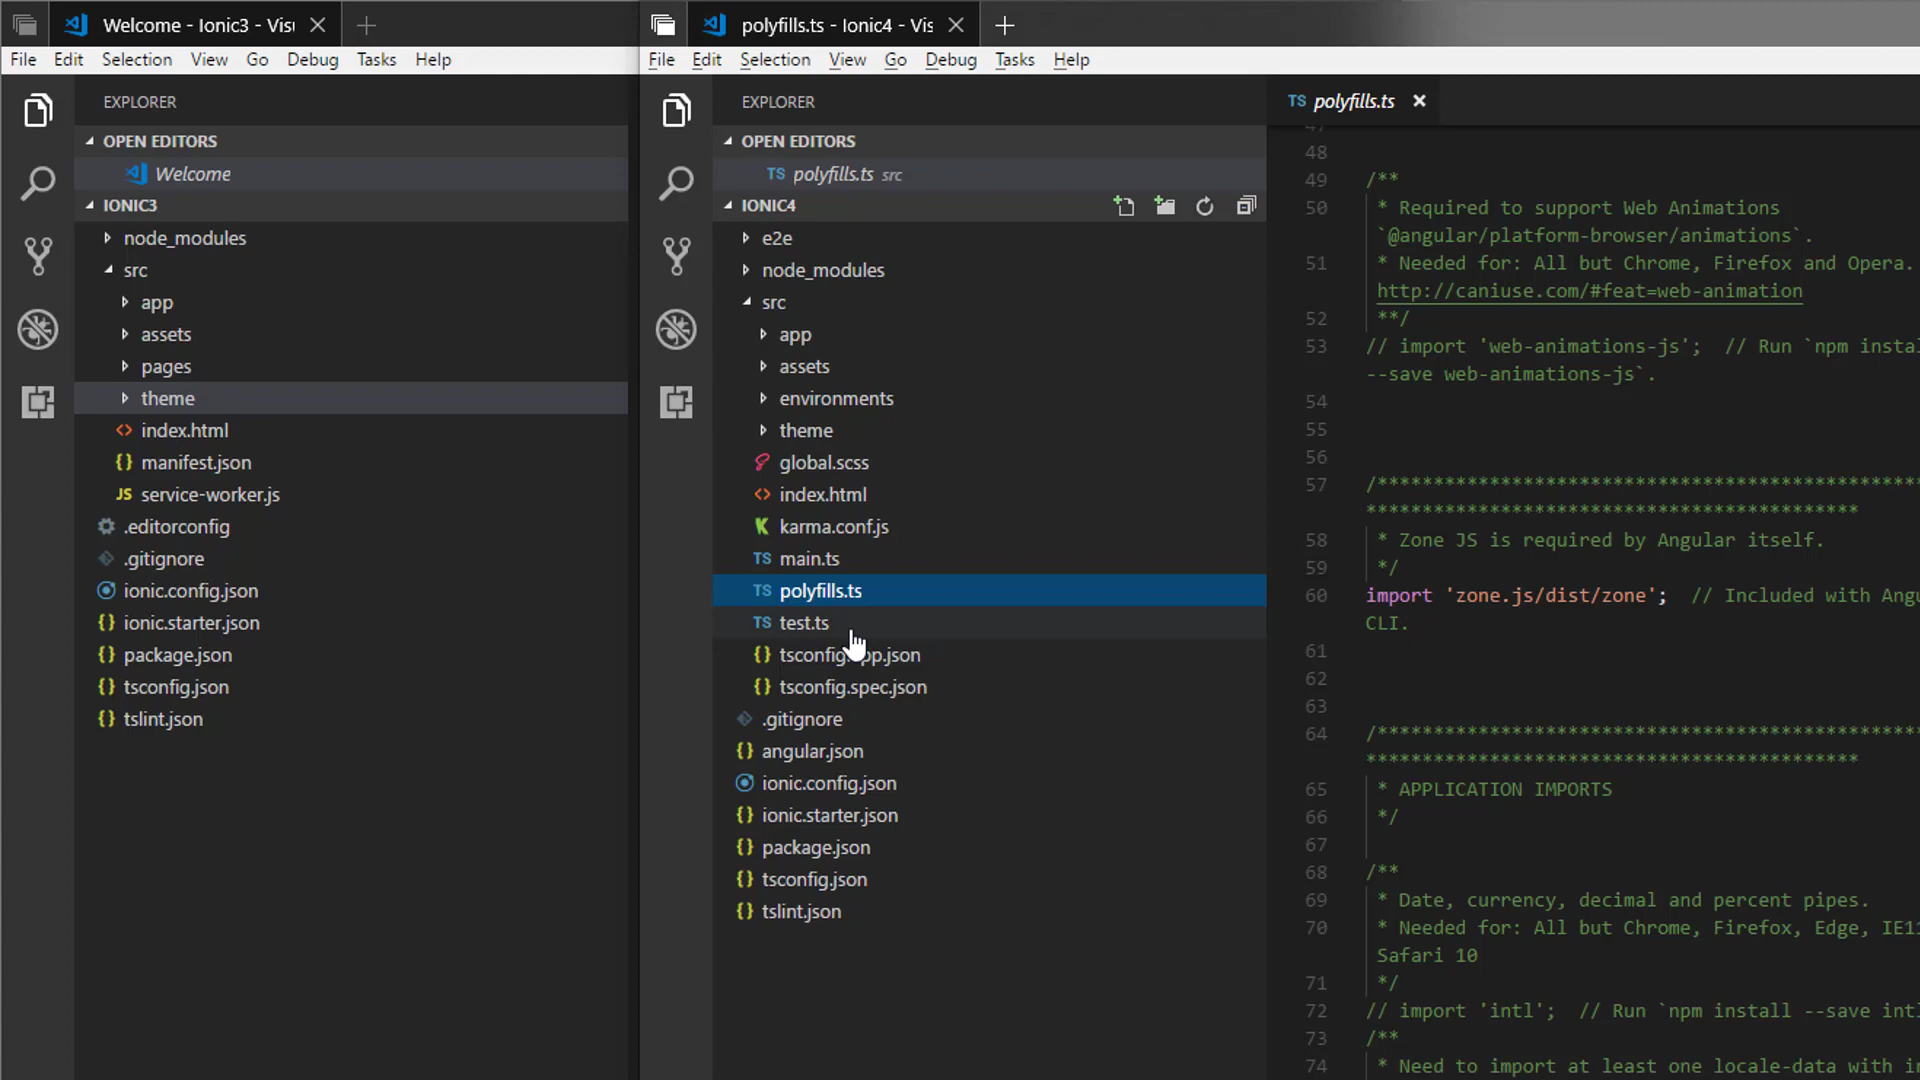 Welcome - Ionic3 - Vis
File Edit Selection View Go Debug Tasks Help
EXPLORER
OPEN EDITORS
Welcome
IONIC3
node_modules
src
app
assets
pages
theme
index.html
manifest.json
service-worker.js
.editorconfig
.gitignore
ionic.config.json
ionic.starter.json
package.json
tsconfig.json
tslint.json
polyfills.ts - Ionic4 - Vis
File Edit Selection View Go Debug Tasks Help
EXPLORER
OPEN EDITORS
TS polyfills.ts src
IONIC4
e2e
node_modules
src
app
assets
environments
theme
global.scss
index.html
karma.conf.js
TS main.ts
TS polyfills.ts
TS test.ts
{} tsconfig.app.json
{} tsconfig.spec.json
.gitignore
{} angular.json
ionic.config.json
{} ionic.starter.json
{} package.json
{} tsconfig.json
{} tslint.json
TS polyfills.ts
47
48
49 /**
50 * Required to support Web Animations
`@angular/platform-browser/animations`.
51 * Needed for: All but Chrome, Firefox and Opera.
http://caniuse.com/#feat=web-animation
52 **/
53 // import 'web-animations-js'; // Run `npm instal
--save web-animations-js`.
54
55
56
57 /**************************************************
********************************************
58 * Zone JS is required by Angular itself.
59 */
60 import 'zone.js/dist/zone'; // Included with Angu
CLI.
61
62
63
64 /**************************************************
********************************************
65 * APPLICATION IMPORTS
66 */
67
68 /**
69 * Date, currency, decimal and percent pipes.
70 * Needed for: All but Chrome, Firefox, Edge, IE11
Safari 10
71 */
72 // import 'intl'; // Run `npm install --save intl
73 /**
74 * Need to import at least one locale-data with in